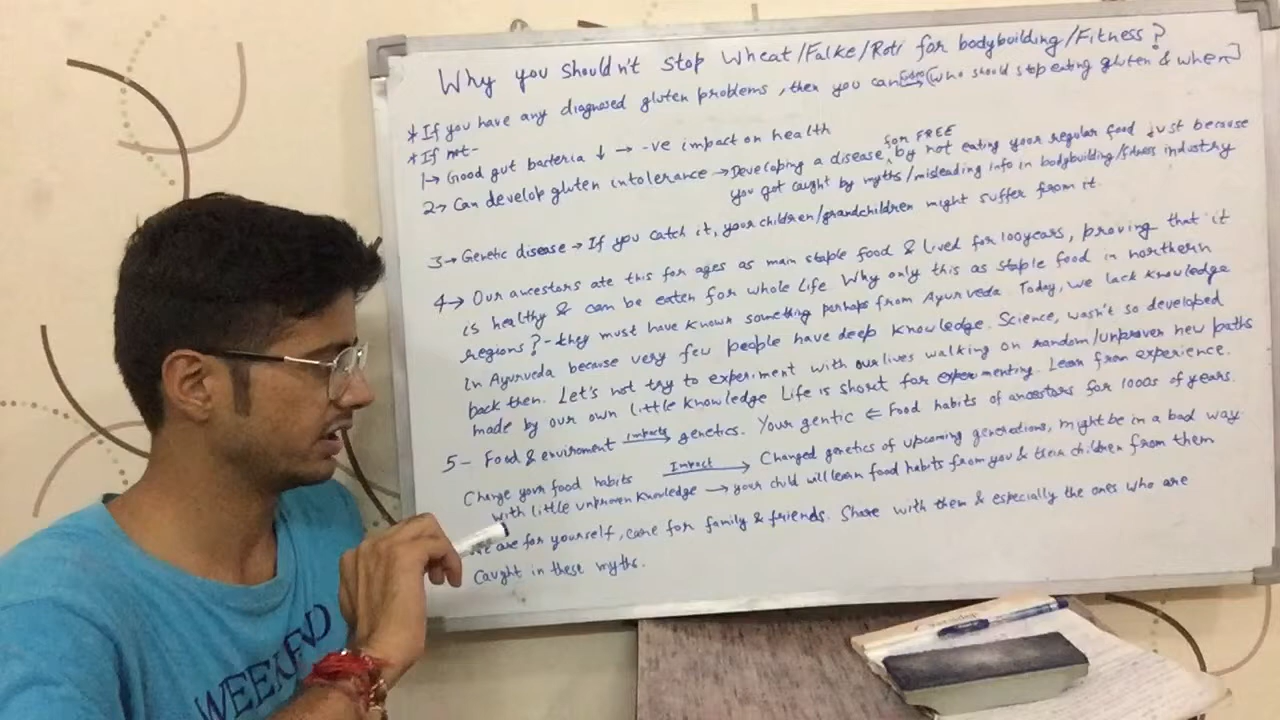 Why you shouldn't stop Wheat/Falke/Roti for bodybuilding/Fitness?
* If you have any diagnosed gluten problems, then you can (who should stop eating gluten & when)
* If not-
1→ Good gut bacteria ↓ → -ve impact on health
2→ Can develop gluten intolerance → Developing a disease, for FREE by not eating your regular food just because
you got caught by myths/misleading info in bodybuilding/fitness industry
3→ Genetic disease → If you catch it, your children/grandchildren might suffer from it.
4→ Our ancestors ate this for ages as main staple food & lived for 100years, proving that it
is healthy & can be eaten for whole life. Why only this as staple food in northern
regions? - they must have known something perhaps from Ayurveda. Today, we lack knowledge
in Ayurveda because very few people have deep knowledge. Science, wasn't so developed
back then. Let's not try to experiment with our lives walking on random/unproven new paths
made by our own little knowledge Life is short for experimenting. Learn from experience.
5- Food & enviroment Impacts→ genetics. Your gentic ⇐ Food habits of ancestors for 1000s of years.
Change your food habits Impact→ Changed genetics of upcoming generations, might be in a bad way.
with little unproven knowledge → your child will learn food habits from you & their children from them
are for yourself, care for family & friends. Share with them & especially the ones who are
caught in these myths.
WEEKEND